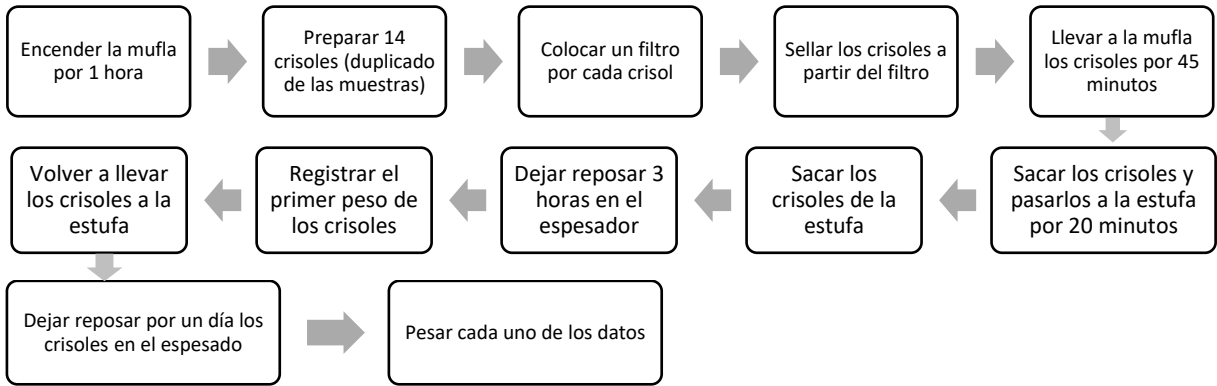 Encender la mufla
por 1 hora
Preparar 14
crisoles (duplicado
de las muestras)
Colocar un filtro
por cada crisol
Sellar los crisoles a
partir del filtro
Llevar a la mufla
los crisoles por 45
minutos
Sacar los crisoles y
pasarlos a la estufa
por 20 minutos
Sacar los
crisoles de la
estufa
Dejar reposar 3
horas en el
espesador
Registrar el
primer peso de
los crisoles
Volver a llevar
los crisoles a la
estufa
Dejar reposar por un día los
crisoles en el espesado
Pesar cada uno de los datos